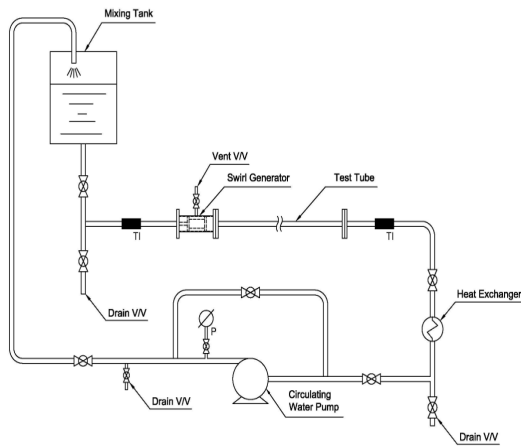 Mixing Tank
Vent V/V
Swirl Generator
Test Tube
TI
TI
Drain V/V
Heat Exchanger
P
Drain V/V
Circulating
Water Pump
Drain V/V